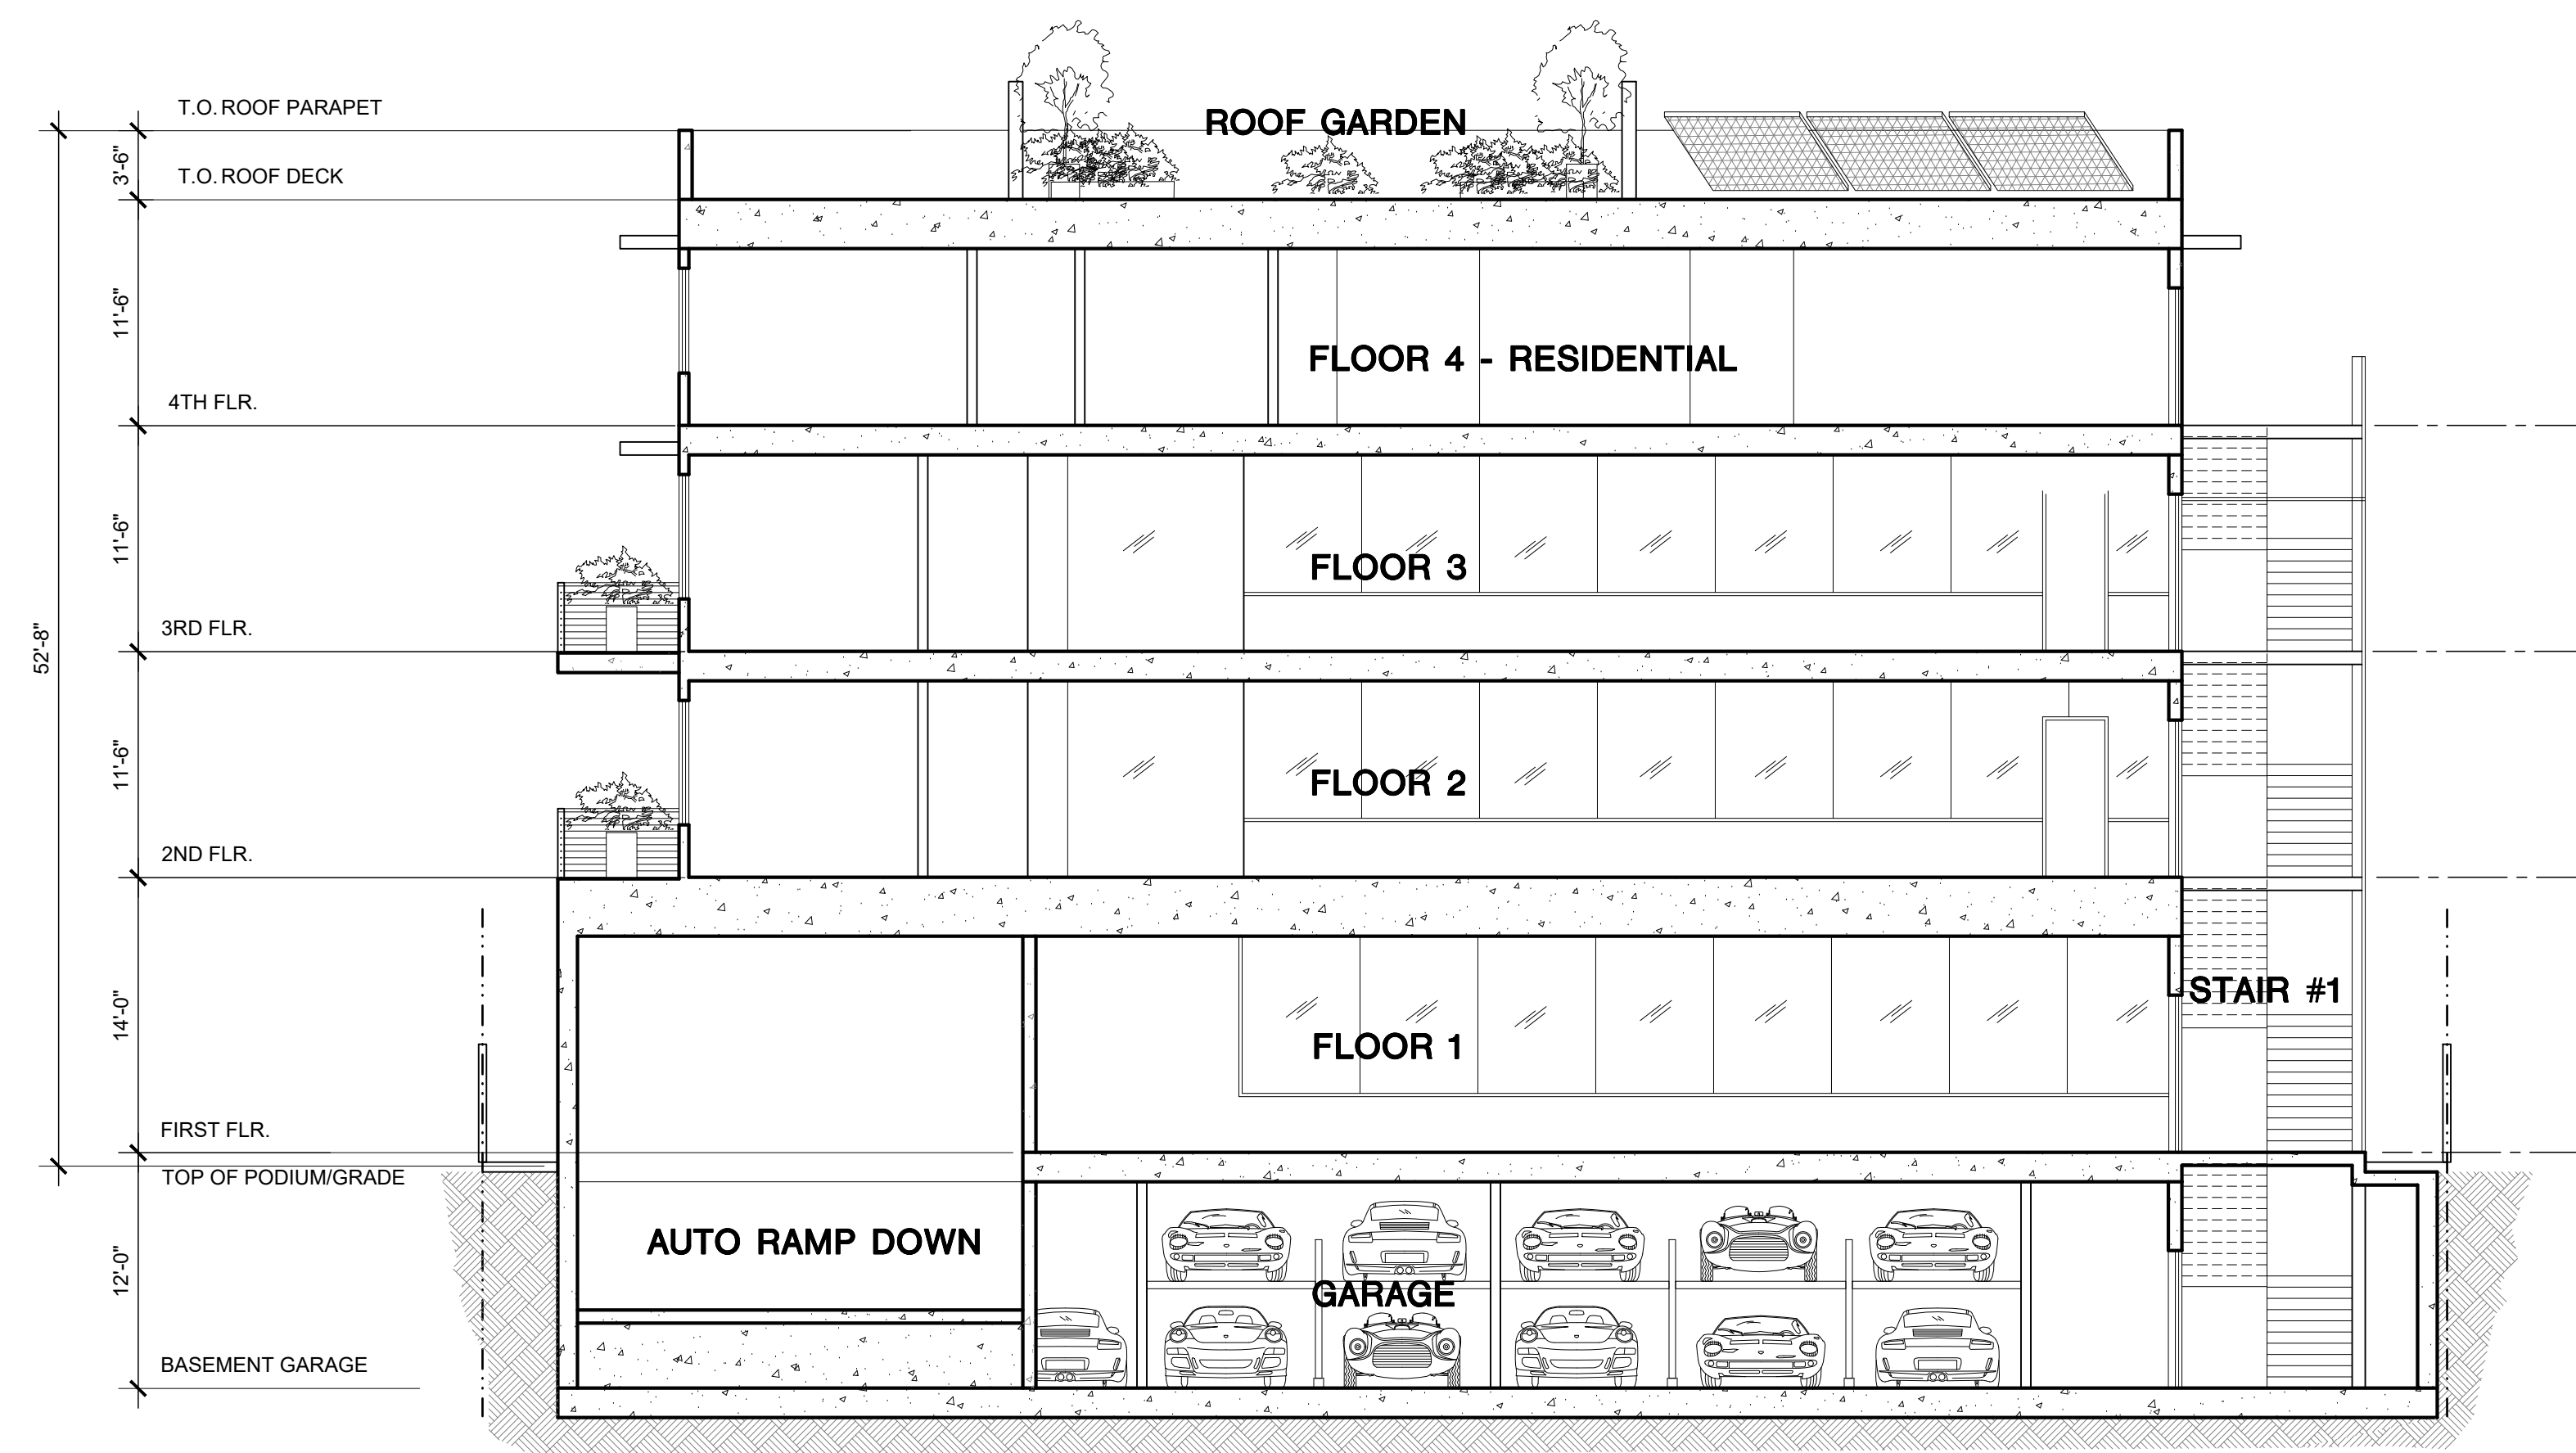 T.O. ROOF PARAPET
ROOF GARDEN
3'-6"
T.O. ROOF DECK
11'-6"
FLOOR 4 - RESIDENTIAL
4TH FLR.
11'-6"
FLOOR 3
3RD FLR.
52'-8"
11'-6"
FLOOR 2
2ND FLR.
14'-0"
STAIR #1
FLOOR 1
FIRST FLR.
TOP OF PODIUM/GRADE
AUTO RAMP DOWN
12'-0"
GARAGE
BASEMENT GARAGE